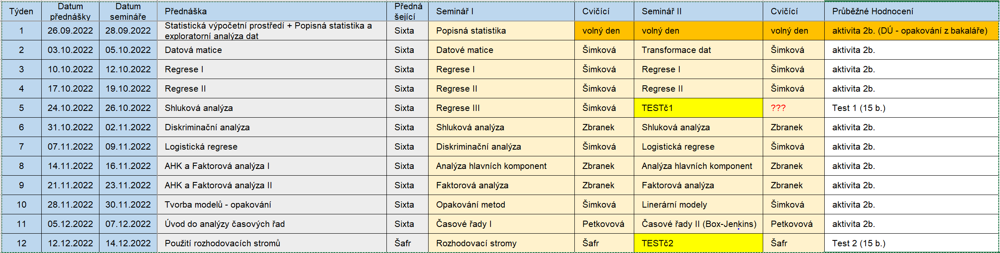 Týden Datum přednášky Datum semináře Přednáška Předná šející Seminář I Cvičící Seminář II Cvičící Průběžné Hodnocení
1 26.09.2022 28.09.2022 Statistická výpočetní prostředí + Popisná statistika a exploratorní analýza dat Sixta Popisná statistika volný den volný den volný den aktivita 2b. (DÚ - opakování z bakaláře)
2 03.10.2022 05.10.2022 Datová matice Sixta Datové matice Šimková Transformace dat Šimková aktivita 2b.
3 10.10.2022 12.10.2022 Regrese I Sixta Regrese I Šimková Regrese I Šimková aktivita 2b.
4 17.10.2022 19.10.2022 Regrese II Sixta Regrese II Šimková Regrese II Šimková aktivita 2b.
5 24.10.2022 26.10.2022 Shluková analýza Sixta Regrese III Šimková TESTč1 ??? Test 1 (15 b.)
6 31.10.2022 02.11.2022 Diskriminační analýza Sixta Shluková analýza Zbranek Shluková analýza Zbranek aktivita 2b.
7 07.11.2022 09.11.2022 Logistická regrese Sixta Diskriminační analýza Šimková Logistická regrese Šimková aktivita 2b.
8 14.11.2022 16.11.2022 AHK a Faktorová analýza I Sixta Analýza hlavních komponent Zbranek Analýza hlavních komponent Zbranek aktivita 2b.
9 21.11.2022 23.11.2022 AHK a Faktorová analýza II Sixta Faktorová analýza Zbranek Faktorová analýza Zbranek aktivita 2b.
10 28.11.2022 30.11.2022 Tvorba modelů - opakování Sixta Opakování metod Šimková Linerární modely Šimková aktivita 2b.
11 05.12.2022 07.12.2022 Úvod do analýzy časových řad Sixta Časové řady I Petkovová Časové řady II (Box-Jenkins) Petkovová aktivita 2b.
12 12.12.2022 14.12.2022 Použití rozhodovacích stromů Šafr Rozhodovací stromy Šafr TESTč2 Šafr Test 2 (15 b.)